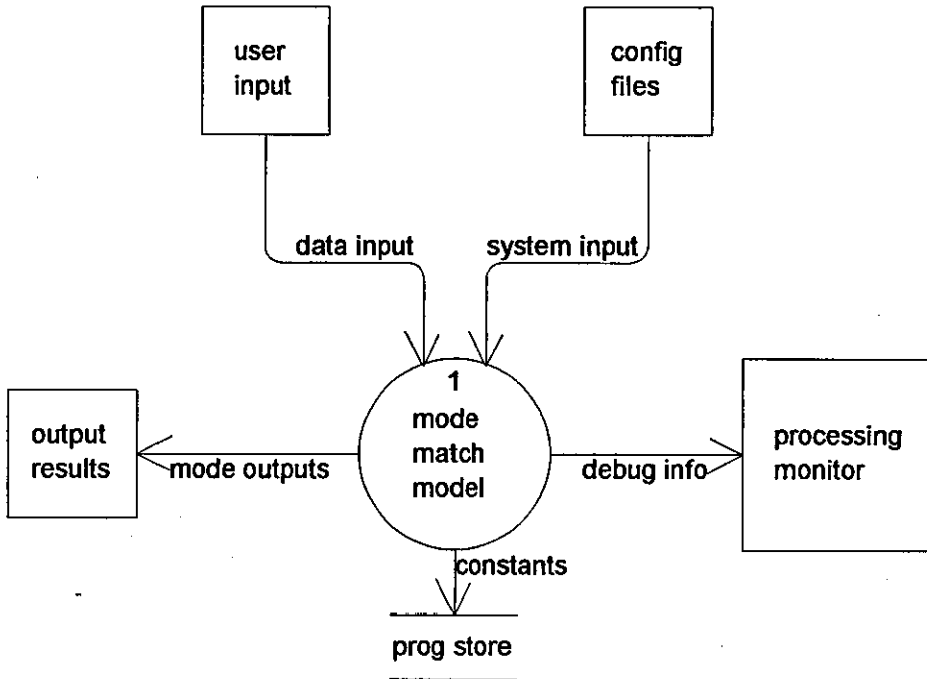 user
input
config
files
data input
system input
1
mode
match
model
output
results
mode outputs
debug info
processing
monitor
constants
prog store